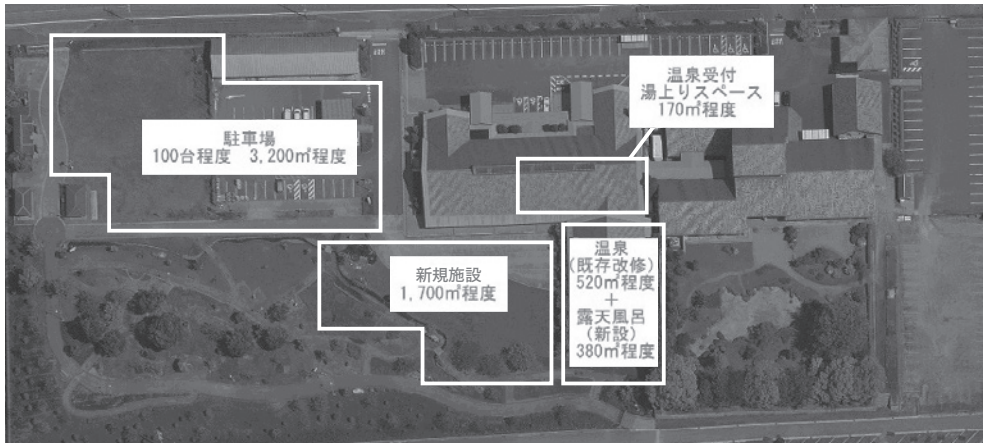 温泉受付
湯上りスペース
170㎡程度
駐車場
100台程度 3,200㎡程度
新規施設
1,700㎡程度
温泉
(既存改修)
520㎡程度
+
露天風呂
(新設)
380㎡程度